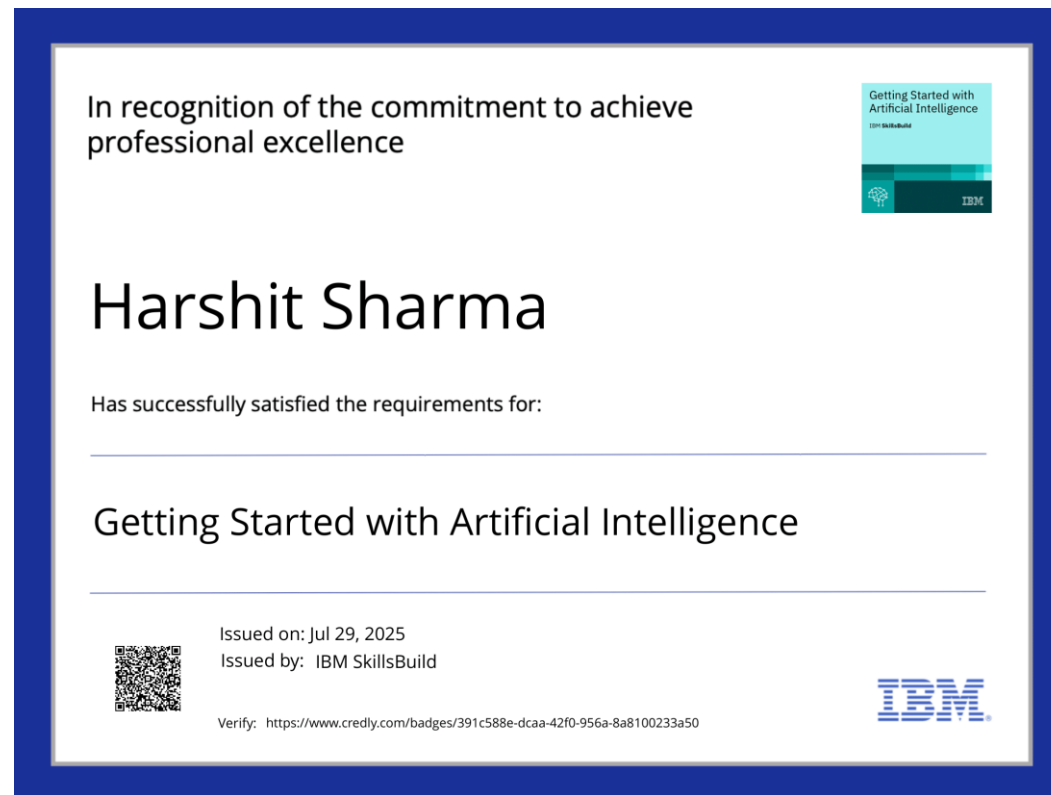 In recognition of the commitment to achieve
professional excellence
Getting Started with
Artificial Intelligence
IBM SkillsBuild
IBM
Harshit Sharma
Has successfully satisfied the requirements for:
Getting Started with Artificial Intelligence
Issued on: Jul 29, 2025
Issued by: IBM SkillsBuild
Verify: https://www.credly.com/badges/391c588e-dcaa-42f0-956a-8a8100233a50
IBM.